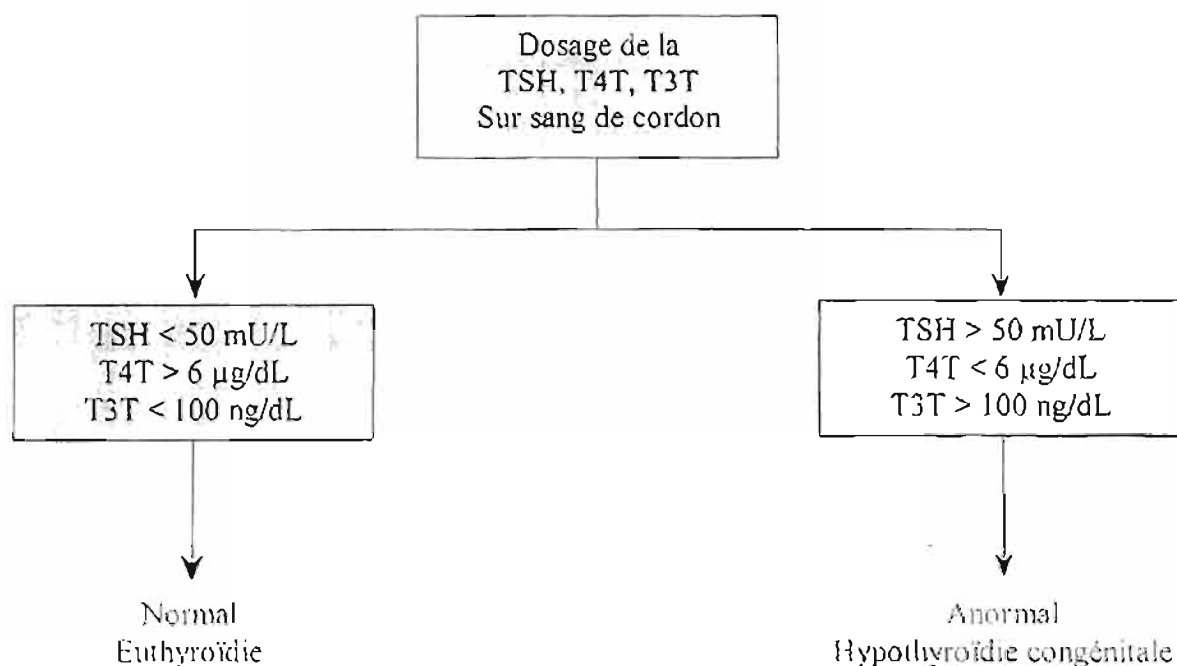 Dosage de la
TSH, T4T, T3T
Sur sang de cordon
TSH < 50 mU/L
T4T > 6 µg/dL
T3T < 100 ng/dL
TSH > 50 mU/L
T4T < 6 µg/dL
T3T > 100 ng/dL
Normal
Euthyroïdie
Anormal
Hypothyroïdie congénitale